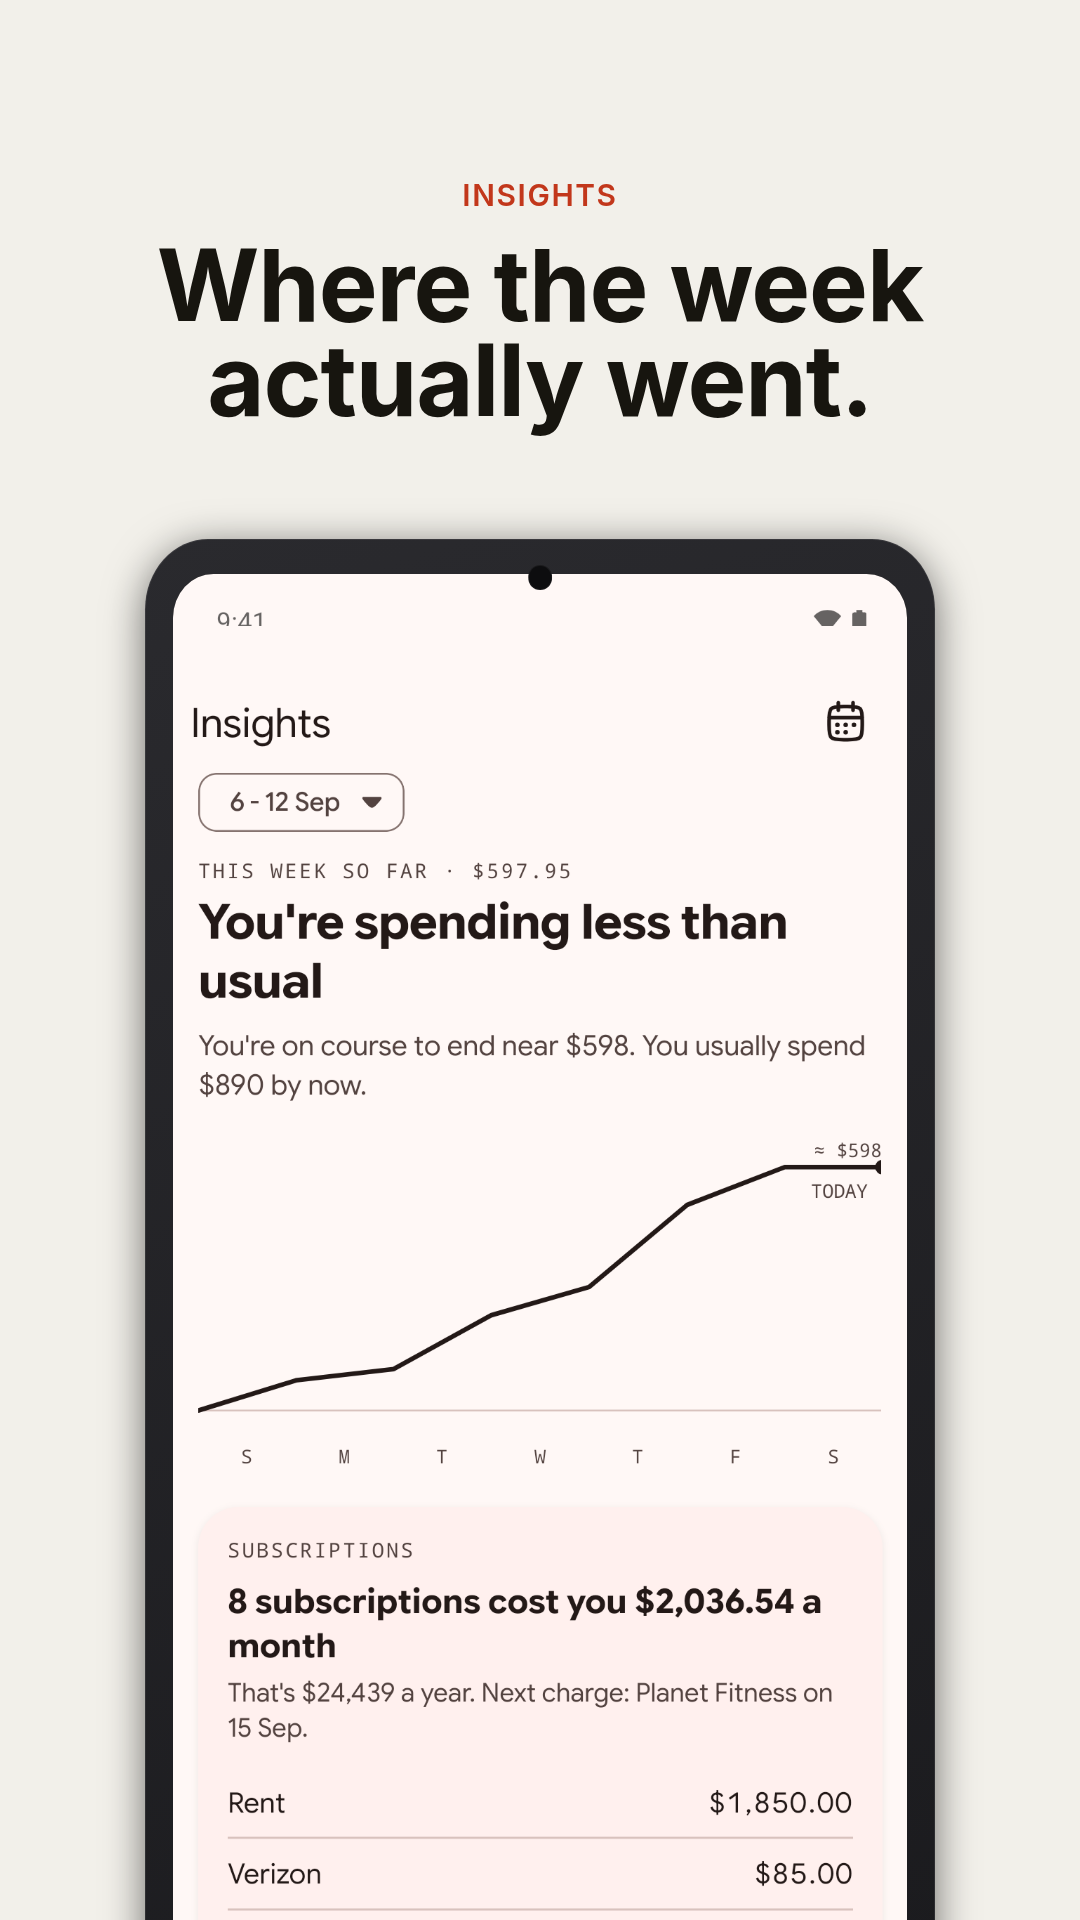 INSIGHTS
Where the week
actually went.
9:41
Insights
6 - 12 Sep
THIS WEEK SO FAR · $597.95
You're spending less than
usual
You're on course to end near $598. You usually spend
$890 by now.
≈ $598
TODAY
S M T W T F S
SUBSCRIPTIONS
8 subscriptions cost you $2,036.54 a
month
That's $24,439 a year. Next charge: Planet Fitness on
15 Sep.
Rent $1,850.00
Verizon $85.00